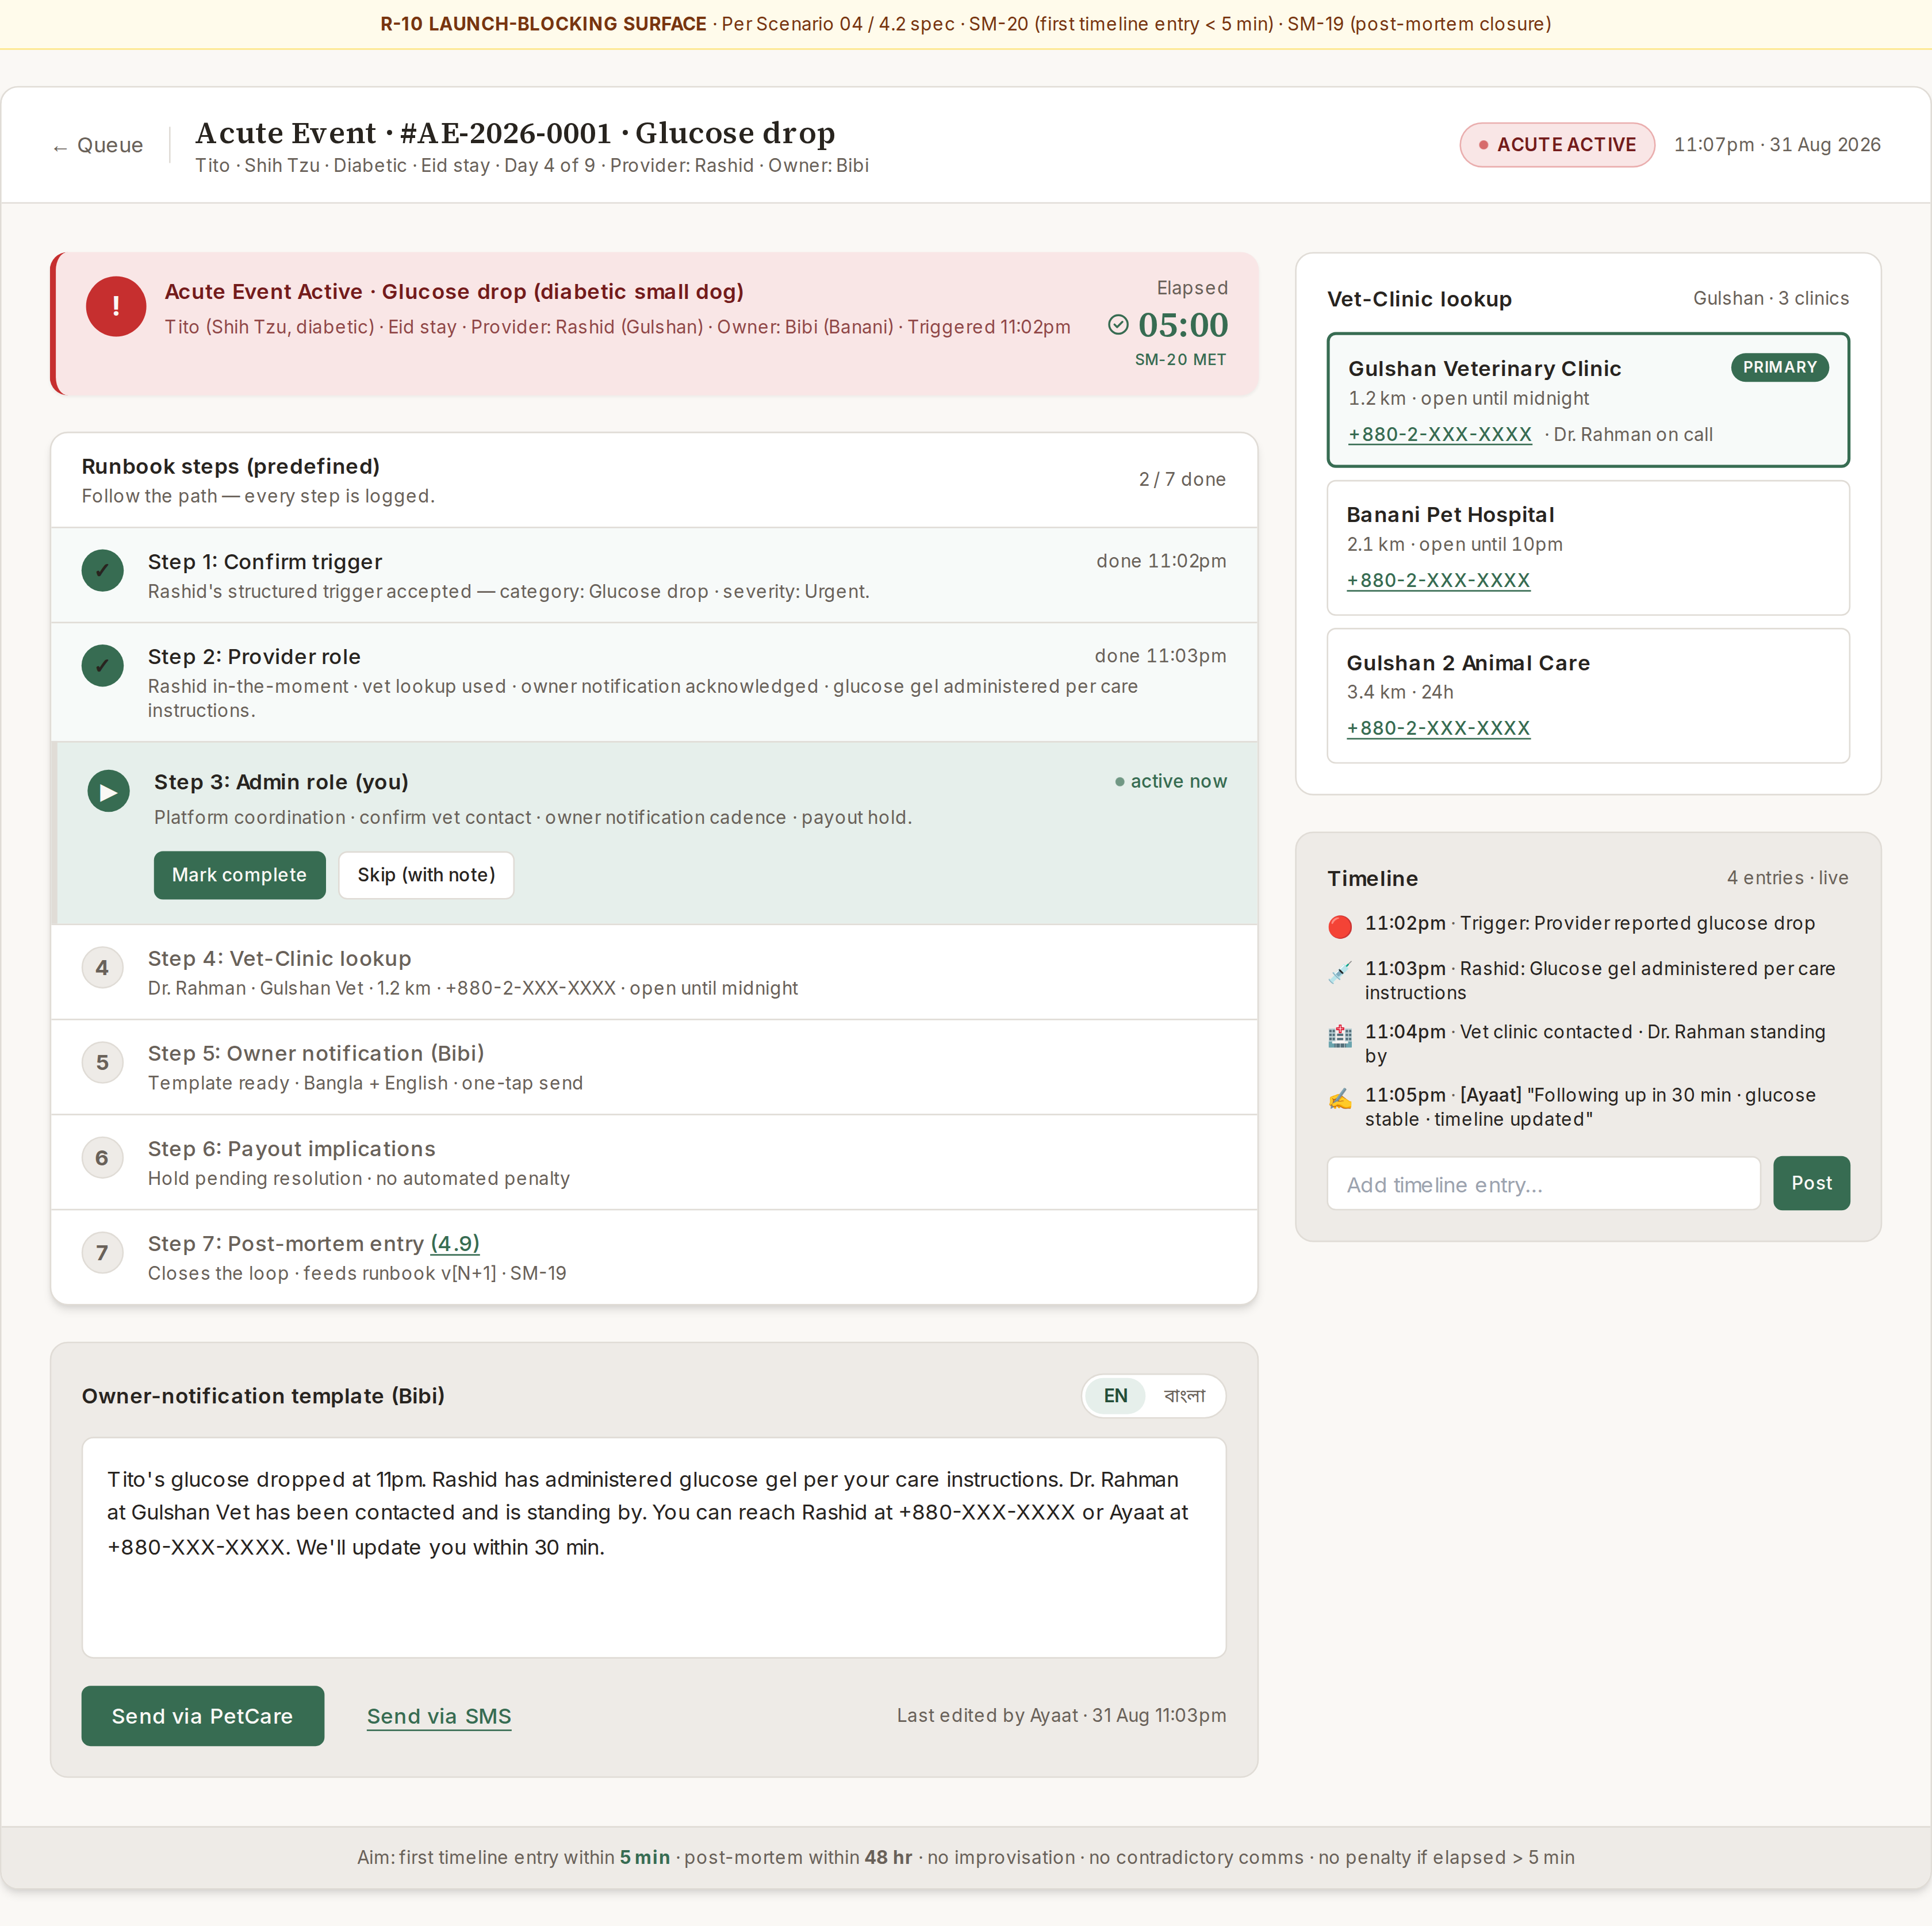 R-10 LAUNCH-BLOCKING SURFACE · Per Scenario 04 / 4.2 spec · SM-20 (first timeline entry < 5 min) · SM-19 (post-mortem closure)
← Queue
Acute Event · #AE-2026-0001 · Glucose drop
Tito · Shih Tzu · Diabetic · Eid stay · Day 4 of 9 · Provider: Rashid · Owner: Bibi
ACUTE ACTIVE
11:07pm · 31 Aug 2026
!
Acute Event Active · Glucose drop (diabetic small dog)
Tito (Shih Tzu, diabetic) · Eid stay · Provider: Rashid (Gulshan) · Owner: Bibi (Banani) · Triggered 11:02pm
Elapsed
05:00
SM-20 MET
Runbook steps (predefined)
Follow the path — every step is logged.
2 / 7 done
✓
Step 1: Confirm trigger
done 11:02pm
Rashid's structured trigger accepted — category: Glucose drop · severity: Urgent.
✓
Step 2: Provider role
done 11:03pm
Rashid in-the-moment · vet lookup used · owner notification acknowledged · glucose gel administered per care
instructions.
▶
Step 3: Admin role (you)
active now
Platform coordination · confirm vet contact · owner notification cadence · payout hold.
Mark complete
Skip (with note)
4
Step 4: Vet-Clinic lookup
Dr. Rahman · Gulshan Vet · 1.2 km · +880-2-XXX-XXXX · open until midnight
5
Step 5: Owner notification (Bibi)
Template ready · Bangla + English · one-tap send
6
Step 6: Payout implications
Hold pending resolution · no automated penalty
7
Step 7: Post-mortem entry (4.9)
Closes the loop · feeds runbook v[N+1] · SM-19
Owner-notification template (Bibi)
EN
বাংলা
Tito's glucose dropped at 11pm. Rashid has administered glucose gel per your care instructions. Dr. Rahman
at Gulshan Vet has been contacted and is standing by. You can reach Rashid at +880-XXX-XXXX or Ayaat at
+880-XXX-XXXX. We'll update you within 30 min.
Send via PetCare
Send via SMS
Last edited by Ayaat · 31 Aug 11:03pm
Vet-Clinic lookup
Gulshan · 3 clinics
Gulshan Veterinary Clinic
PRIMARY
1.2 km · open until midnight
+880-2-XXX-XXXX · Dr. Rahman on call
Banani Pet Hospital
2.1 km · open until 10pm
+880-2-XXX-XXXX
Gulshan 2 Animal Care
3.4 km · 24h
+880-2-XXX-XXXX
Timeline
4 entries · live
11:02pm · Trigger: Provider reported glucose drop
11:03pm · Rashid: Glucose gel administered per care
instructions
11:04pm · Vet clinic contacted · Dr. Rahman standing
by
11:05pm · [Ayaat] "Following up in 30 min · glucose
stable · timeline updated"
Add timeline entry...
Post
Aim: first timeline entry within 5 min · post-mortem within 48 hr · no improvisation · no contradictory comms · no penalty if elapsed > 5 min